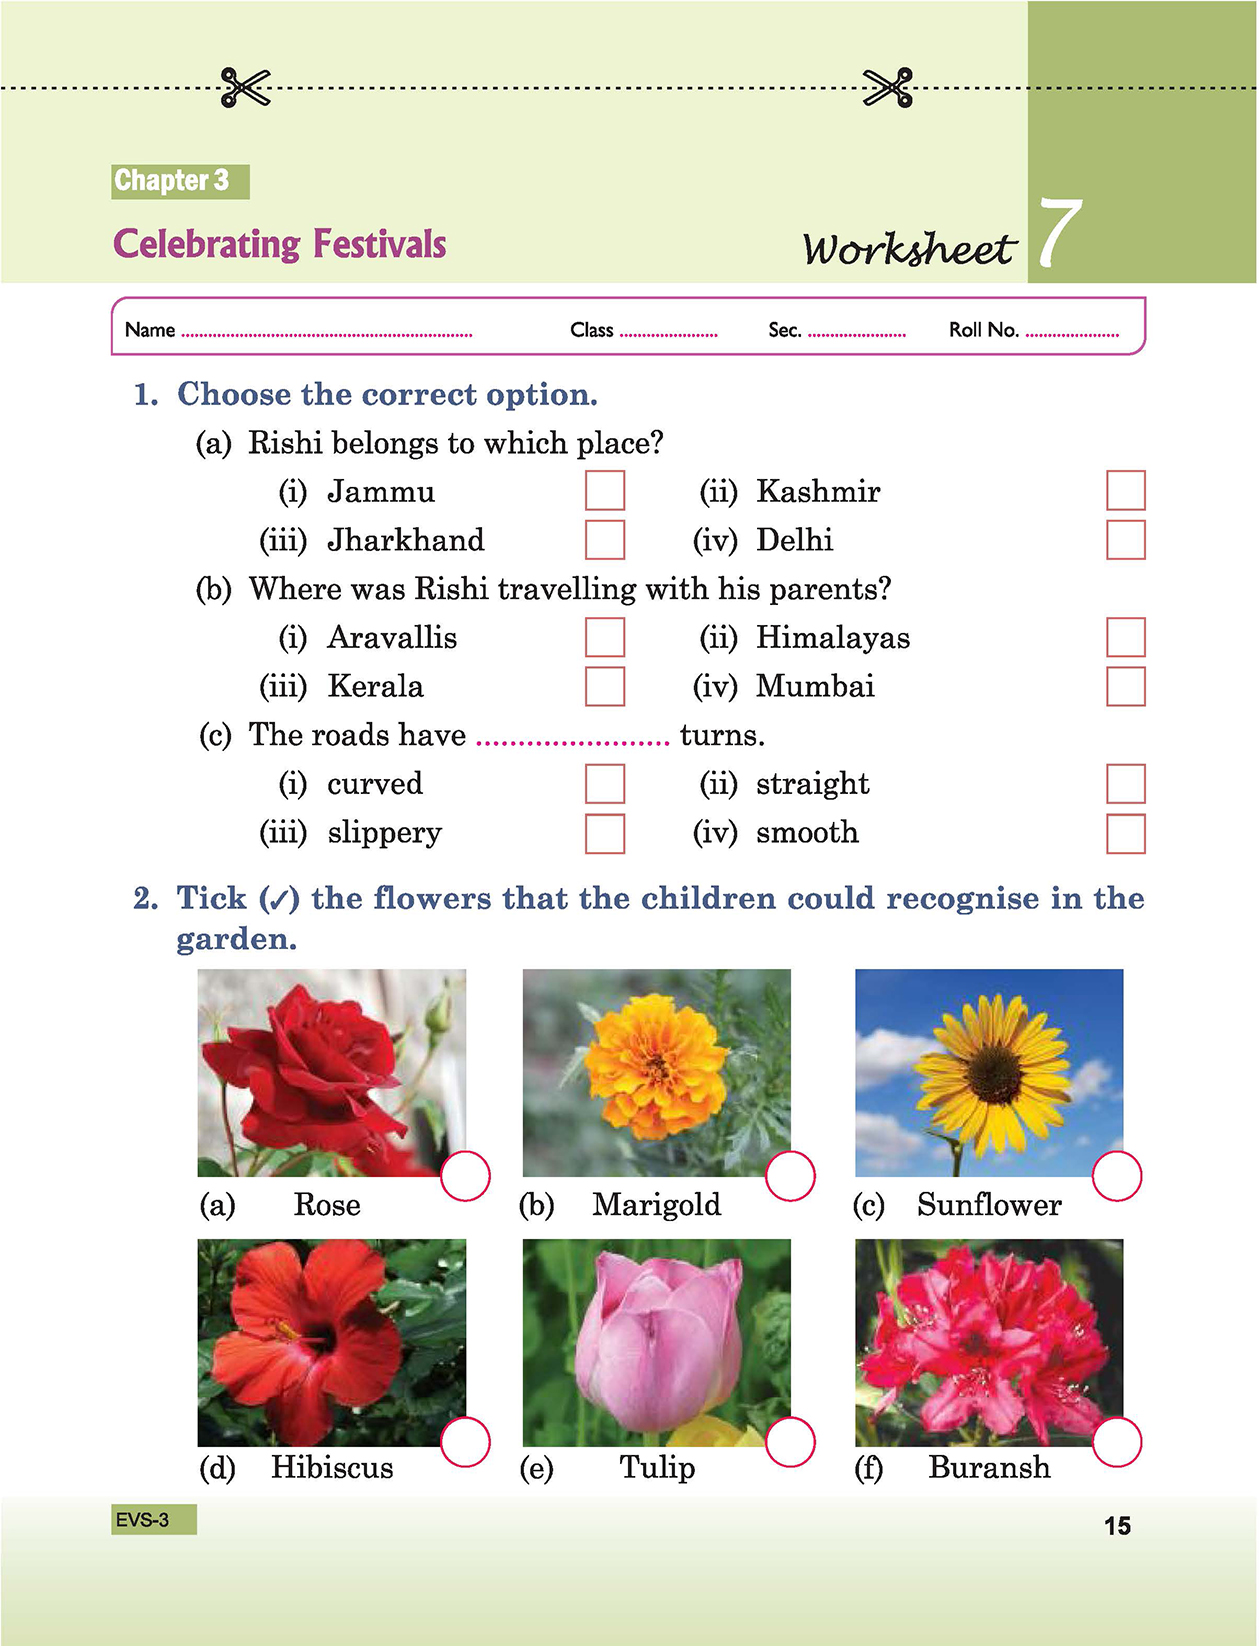 Chapter 3
Celebrating Festivals
Worksheet 7
Name ........................ Class ........................ Sec. ........................ Roll No. ........................
1. Choose the correct option.
(a) Rishi belongs to which place?
(i) Jammu (ii) Kashmir
(iii) Jharkhand (iv) Delhi
(b) Where was Rishi travelling with his parents?
(i) Aravallis (ii) Himalayas
(iii) Kerala (iv) Mumbai
(c) The roads have ....................... turns.
(i) curved (ii) straight
(iii) slippery (iv) smooth
2. Tick (✓) the flowers that the children could recognise in the
garden.
(a) Rose (b) Marigold (c) Sunflower
(d) Hibiscus (e) Tulip (f) Buransh
EVS-3 15